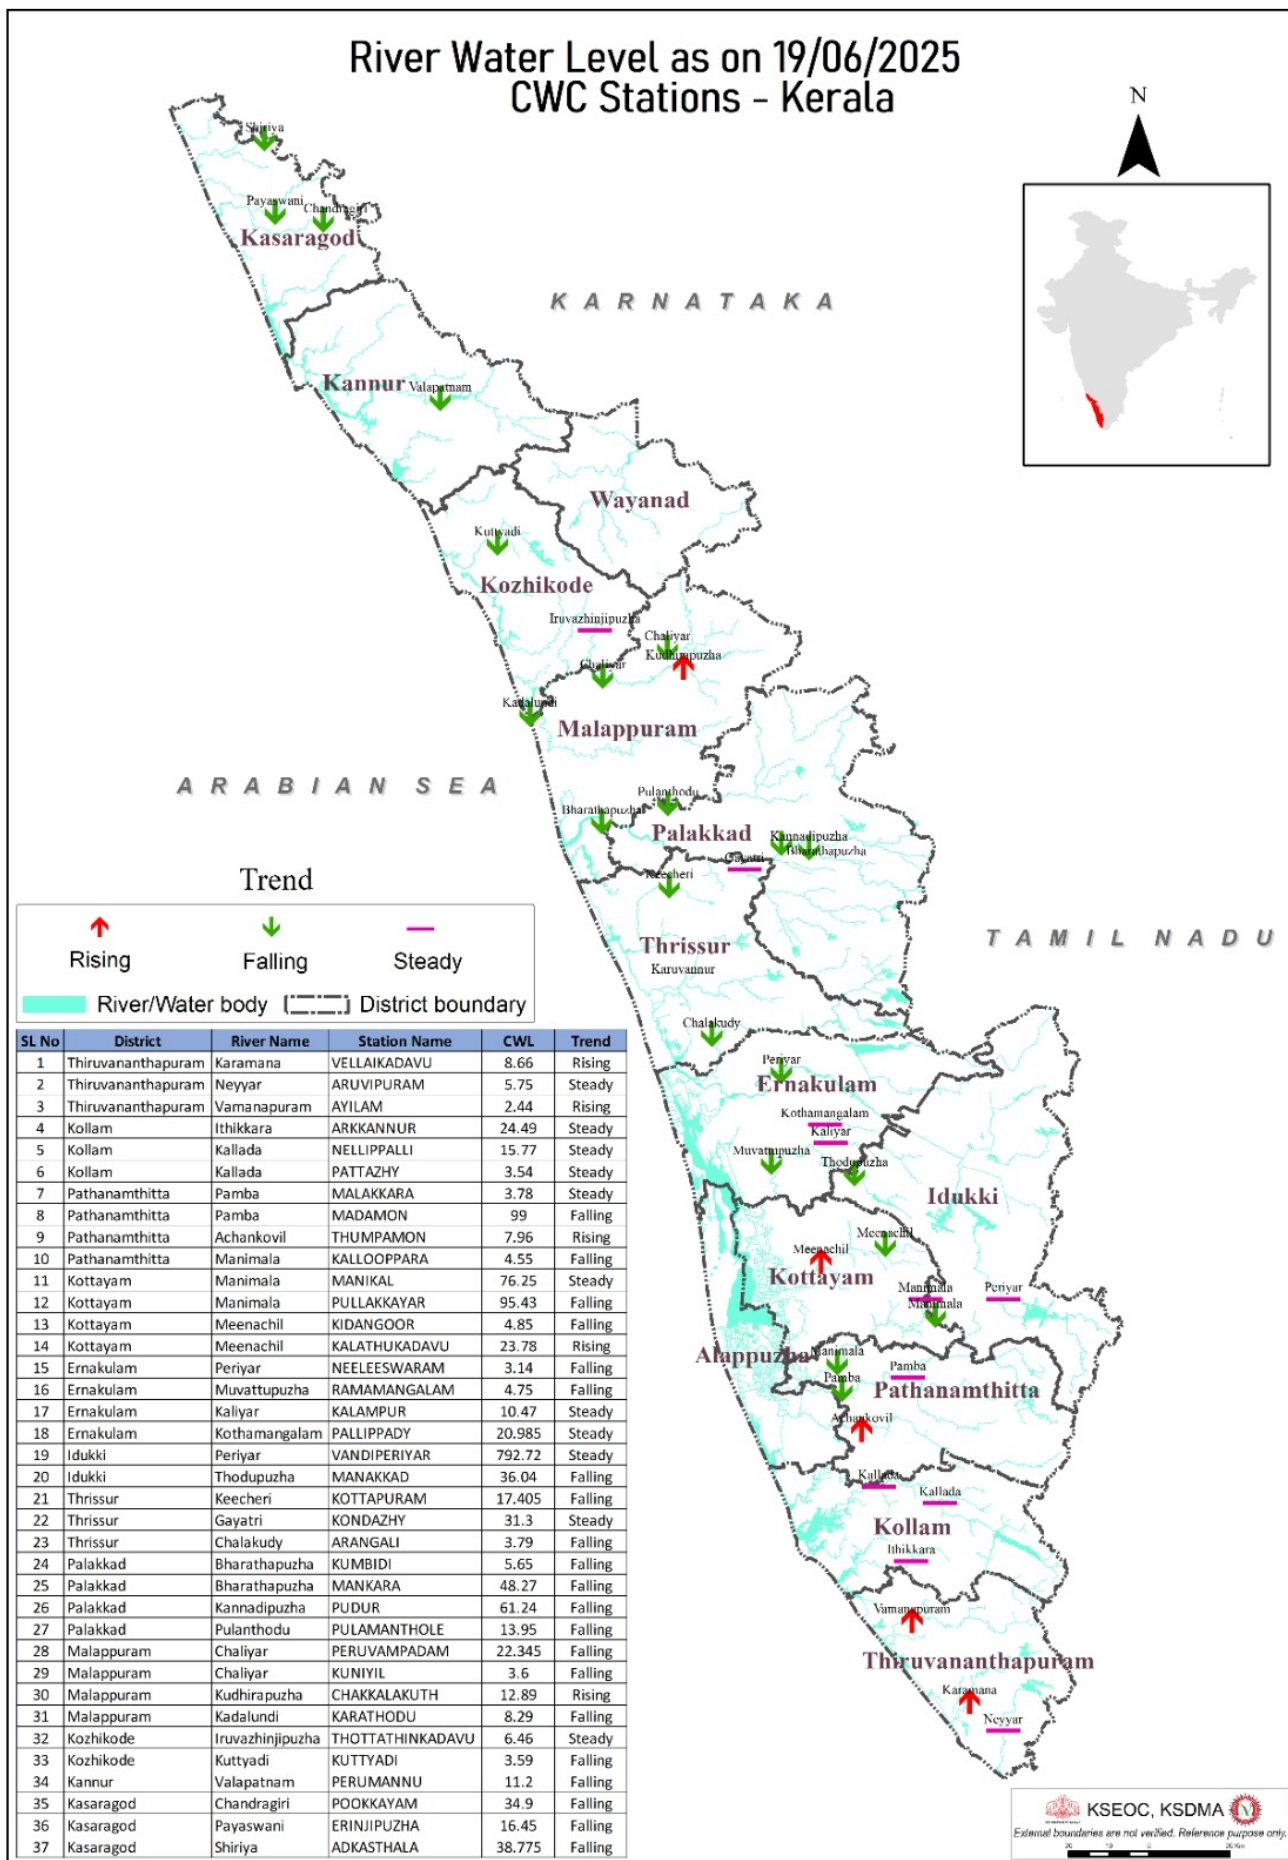 River Water Level as on 19/06/2025
CWC Stations - Kerala
N
Shiriya
Payaswani
Chandragiri
Kasaragod
KARNATAKA
Kannur
Valapatnam
Wayanad
Kuttyadi
Kozhikode
Iruvazhinjipuzha
Chaliyar
Kudhirapuzha
Chaliyar
Kadalundi
Malappuram
ARABIAN SEA
Pulanthodu
Bharathapuzha
Palakkad
Kannadipuzha
Bharathapuzha
Gayatri
Keecheri
Thrissur
Karuvannur
TAMIL NADU
Chalakudy
Periyar
Ernakulam
Kothamangalam
Kaliyar
Muvattupuzha
Thodupuzha
Idukki
Meenachil
Meenachil
Kottayam
Manimala
Periyar
Manimala
Alappuzha
Manimala
Pamba
Pamba
Pathanamthitta
Achankovil
Kallada
Kallada
Kollam
Ithikkara
Vamanapuram
Thiruvananthapuram
Karamana
Neyyar
Trend
Rising Falling Steady
River/Water body District boundary
SL No District River Name Station Name CWL Trend
1 Thiruvananthapuram Karamana VELLAIKADAVU 8.66 Rising
2 Thiruvananthapuram Neyyar ARUVIPURAM 5.75 Steady
3 Thiruvananthapuram Vamanapuram AYILAM 2.44 Rising
4 Kollam Ithikkara ARKKANNUR 24.49 Steady
5 Kollam Kallada NELLIPPALLI 15.77 Steady
6 Kollam Kallada PATTAZHY 3.54 Steady
7 Pathanamthitta Pamba MALAKKARA 3.78 Steady
8 Pathanamthitta Pamba MADAMON 99 Falling
9 Pathanamthitta Achankovil THUMPAMON 7.96 Rising
10 Pathanamthitta Manimala KALLOOPPARA 4.55 Falling
11 Kottayam Manimala MANIKAL 76.25 Steady
12 Kottayam Manimala PULLAKKAYAR 95.43 Falling
13 Kottayam Meenachil KIDANGOOR 4.85 Falling
14 Kottayam Meenachil KALATHUKADAVU 23.78 Rising
15 Ernakulam Periyar NEELEESWARAM 3.14 Falling
16 Ernakulam Muvattupuzha RAMAMANGALAM 4.75 Falling
17 Ernakulam Kaliyar KALAMPUR 10.47 Steady
18 Ernakulam Kothamangalam PALLIPPADY 20.985 Steady
19 Idukki Periyar VANDIPERIYAR 792.72 Steady
20 Idukki Thodupuzha MANAKKAD 36.04 Falling
21 Thrissur Keecheri KOTTAPURAM 17.405 Falling
22 Thrissur Gayatri KONDAZHY 31.3 Steady
23 Thrissur Chalakudy ARANGALI 3.79 Falling
24 Palakkad Bharathapuzha KUMBIDI 5.65 Falling
25 Palakkad Bharathapuzha MANKARA 48.27 Falling
26 Palakkad Kannadipuzha PUDUR 61.24 Falling
27 Palakkad Pulanthodu PULAMANTHOLE 13.95 Falling
28 Malappuram Chaliyar PERUVAMPADAM 22.345 Falling
29 Malappuram Chaliyar KUNIYIL 3.6 Falling
30 Malappuram Kudhirapuzha CHAKKALAKUTH 12.89 Rising
31 Malappuram Kadalundi KARATHODU 8.29 Falling
32 Kozhikode Iruvazhinjipuzha THOTTATHINKADAVU 6.46 Steady
33 Kozhikode Kuttyadi KUTTYADI 3.59 Falling
34 Kannur Valapatnam PERUMANNU 11.2 Falling
35 Kasaragod Chandragiri POOKKAYAM 34.9 Falling
36 Kasaragod Payaswani ERINJIPUZHA 16.45 Falling
37 Kasaragod Shiriya ADKASTHALA 38.775 Falling
KSEOC, KSDMA
External boundaries are not verified. Reference purpose only.
20 10 0 20 Km